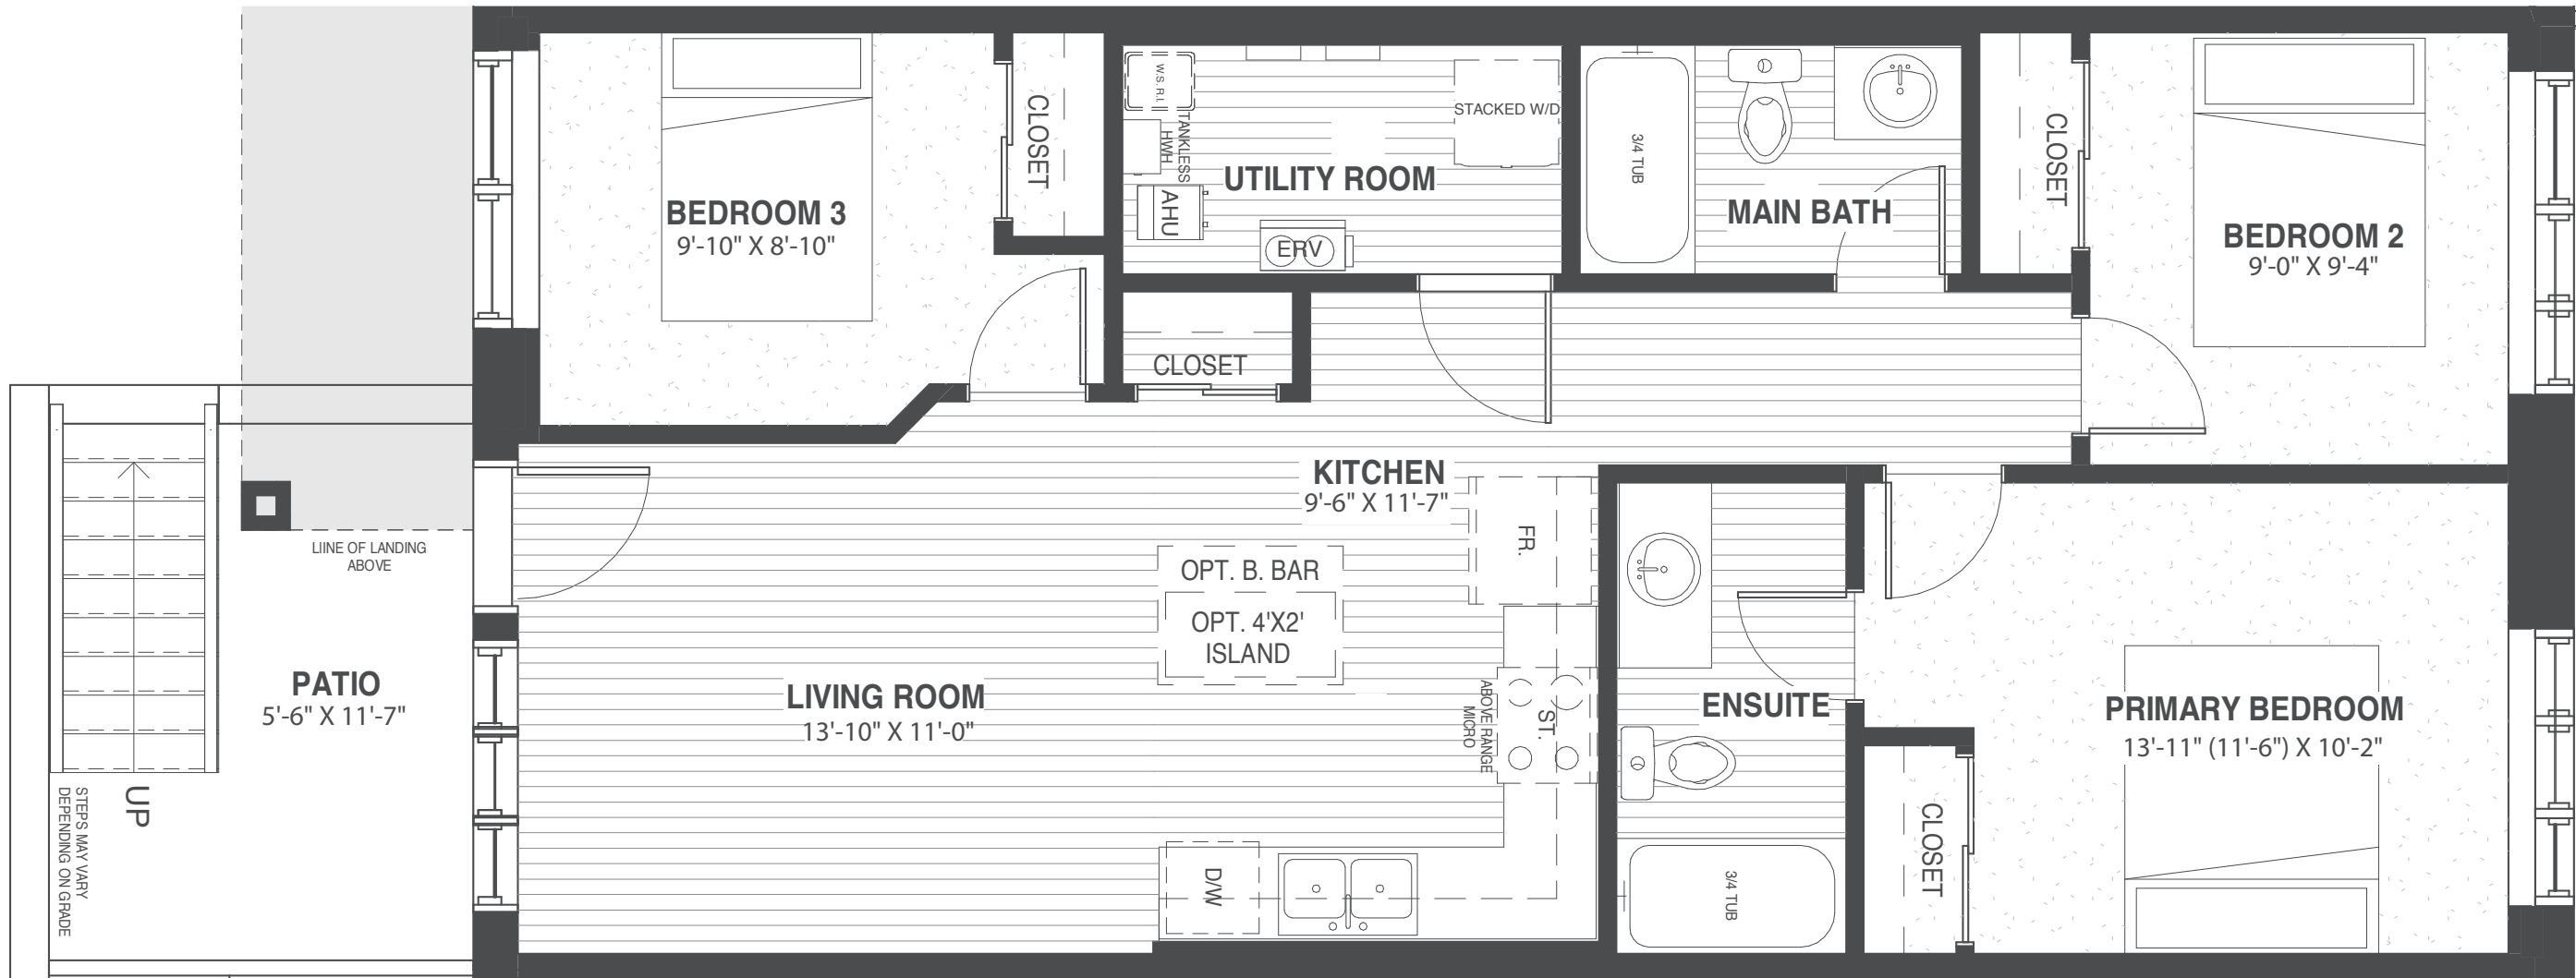 BEDROOM 3
9'-10" X 8'-10"
CLOSET
W.S. R.I.
TANKLESS
HWH
AHU
UTILITY ROOM
ERV
STACKED W/D
3/4 TUB
MAIN BATH
CLOSET
BEDROOM 2
9'-0" X 9'-4"
CLOSET
KITCHEN
9'-6" X 11'-7"
FR.
LIINE OF LANDING
ABOVE
OPT. B. BAR
OPT. 4'X2'
ISLAND
PATIO
5'-6" X 11'-7"
LIVING ROOM
13'-10" X 11'-0"
ABOVE RANGE
MICRO
ST.
ENSUITE
PRIMARY BEDROOM
13'-11" (11'-6") X 10'-2"
UP
STEPS MAY VARY
DEPENDING ON GRADE
D/W
3/4 TUB
CLOSET